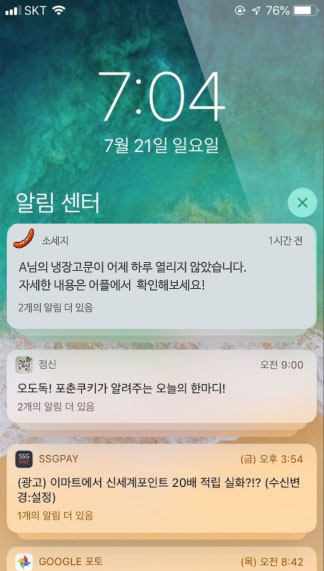 SKT 76%
7:04
7월 21일 일요일
알림 센터
소세지 1시간 전
A님의 냉장고문이 어제 하루 열리지 않았습니다.
자세한 내용은 어플에서 확인해보세요!
2개의 알림 더 있음
점신 오전 9:00
오도독! 포춘쿠키가 알려주는 오늘의 한마디!
2개의 알림 더 있음
SSG
PAY
SSGPAY (금) 오후 3:54
(광고) 이마트에서 신세계포인트 20배 적립 실화?!? (수신변
경:설정)
1개의 알림 더 있음
GOOGLE 포토 (목) 오전 8:42